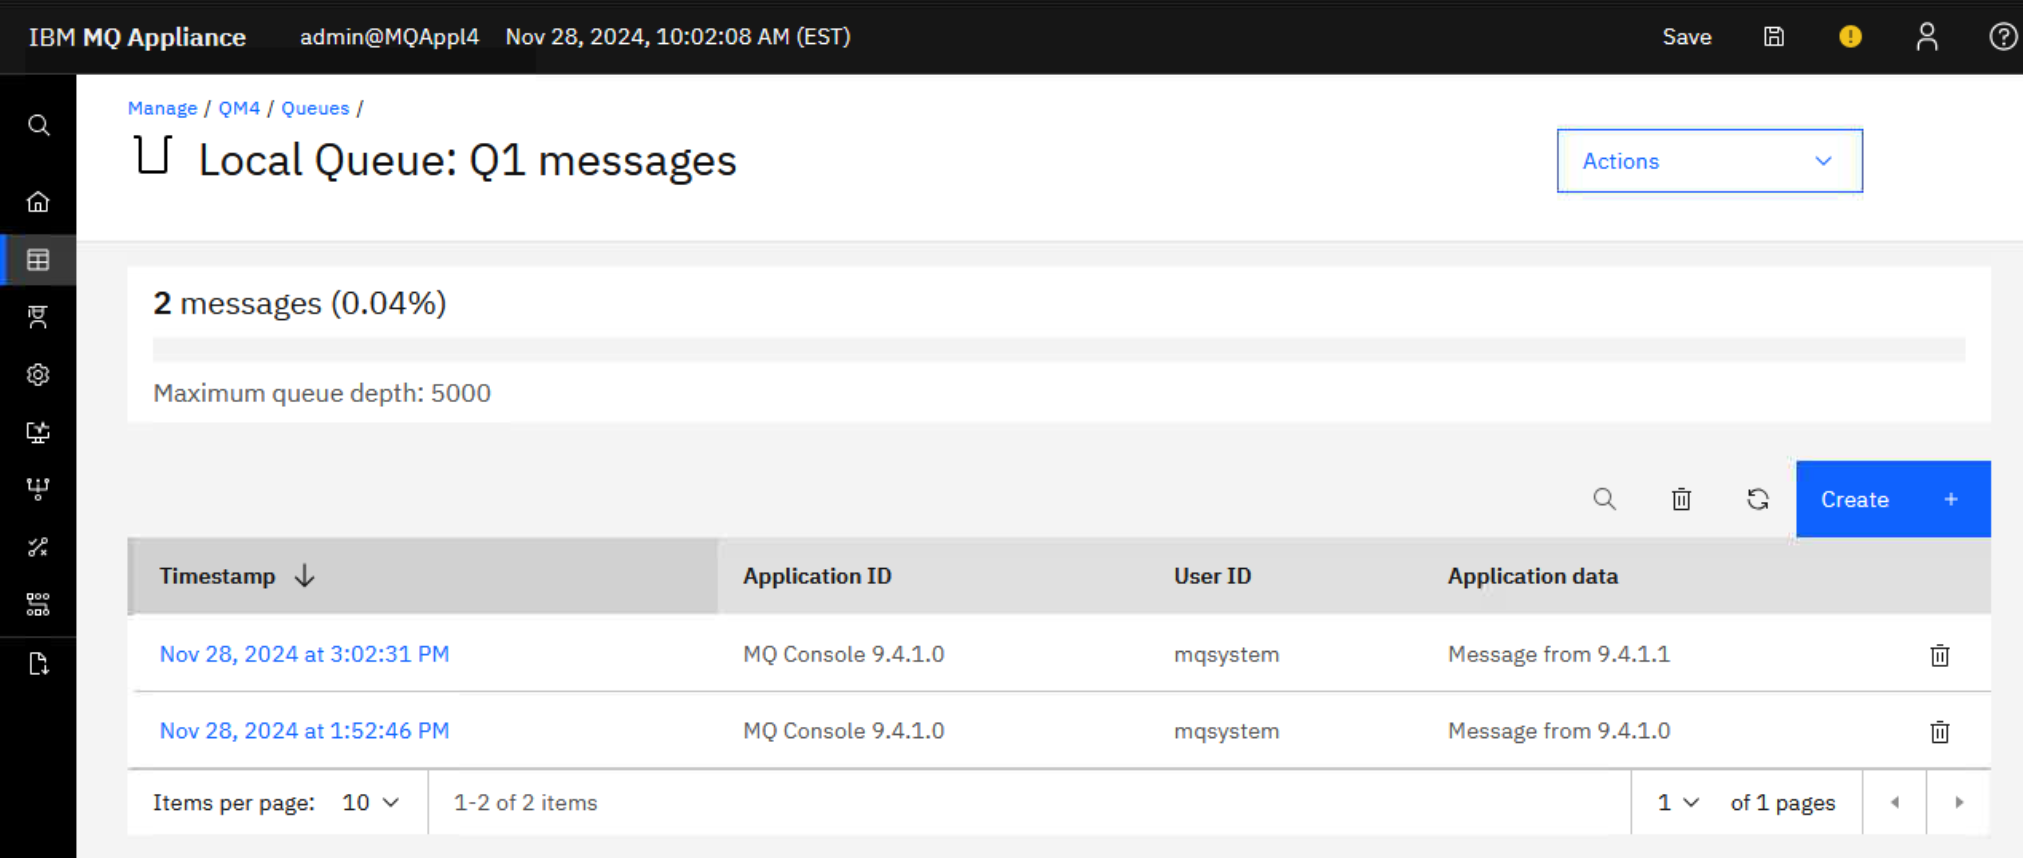 IBM MQ Appliance admin@MQAppl4 Nov 28, 2024, 10:02:08 AM (EST) Save
Manage / QM4 / Queues /
Local Queue: Q1 messages
Actions
2 messages (0.04%)
Maximum queue depth: 5000
Create +
Timestamp Application ID User ID Application data
Nov 28, 2024 at 3:02:31 PM MQ Console 9.4.1.0 mqsystem Message from 9.4.1.1
Nov 28, 2024 at 1:52:46 PM MQ Console 9.4.1.0 mqsystem Message from 9.4.1.0
Items per page: 10 1-2 of 2 items 1 of 1 pages